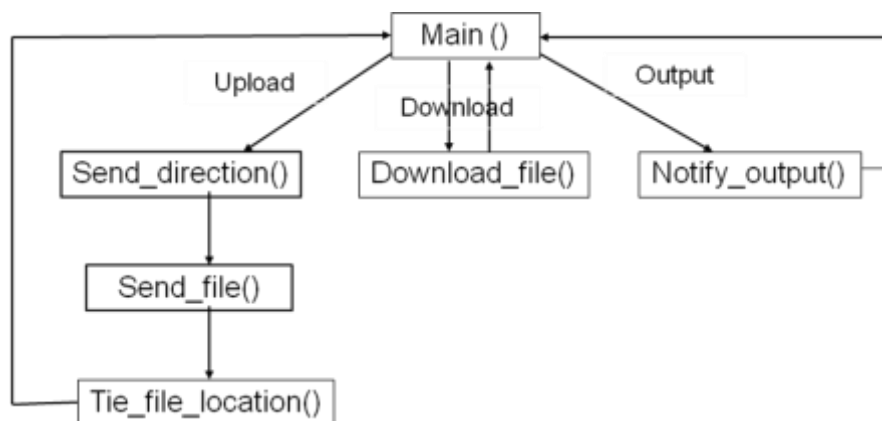 Main ()
Upload
Download
Output
Send_direction()
Download_file()
Notify_output()
Send_file()
Tie_file_location()